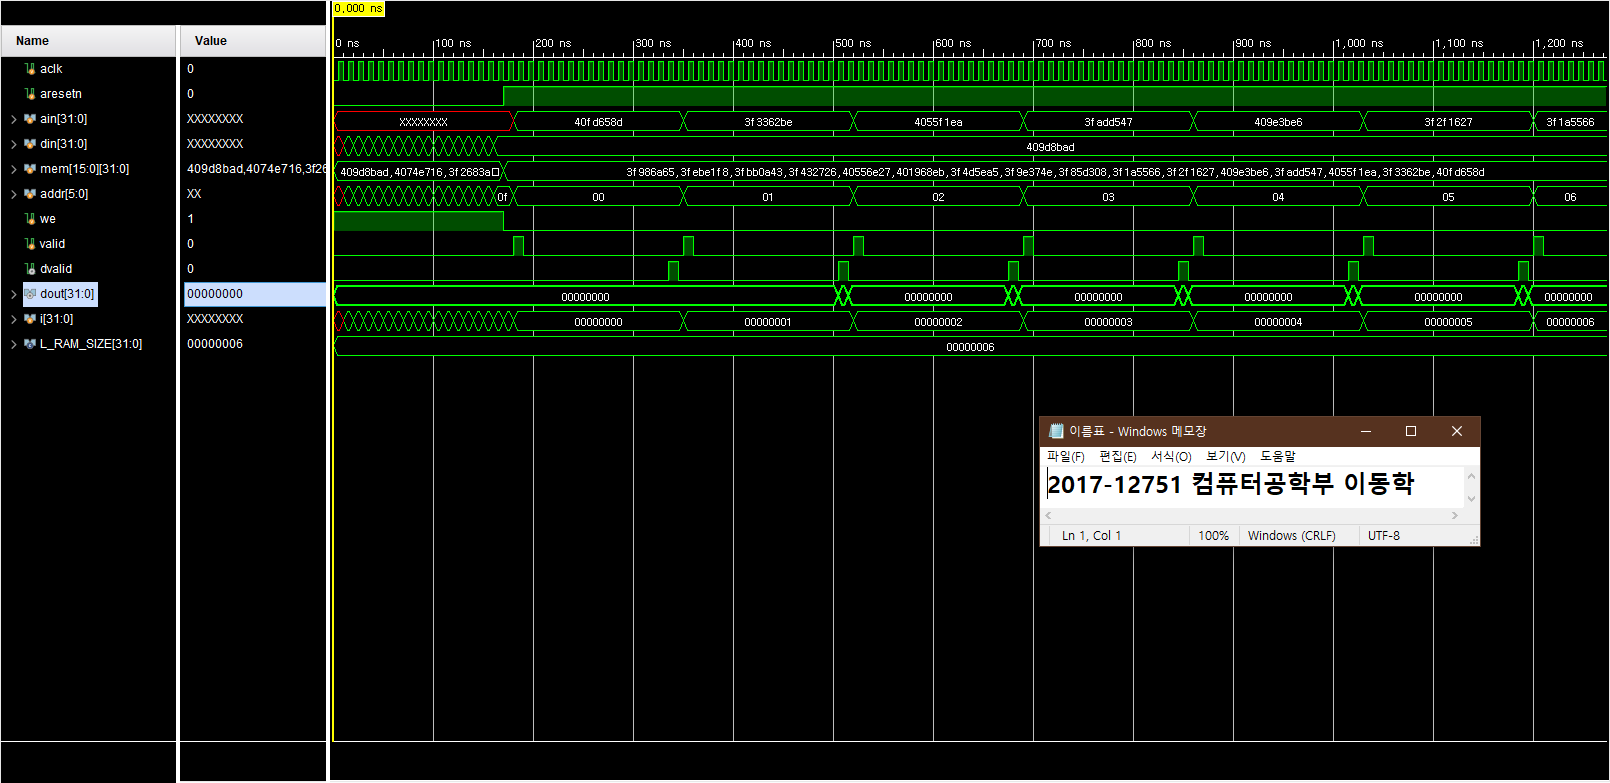 0,000 ns
Name Value
0 ns 100 ns 200 ns 300 ns 400 ns 500 ns 600 ns 700 ns 800 ns 900 ns 1,000 ns 1,100 ns 1,200 ns
aclk 0
aresetn 0
ain[31:0] XXXXXXXX XXXXXXXX 40fd658d 3f3362be 4055f1ea 3fadd547 409e3be6 3f2f1627 3f1a5566
din[31:0] XXXXXXXX 409d8bad
mem[15:0][31:0] 409d8bad,4074e716,3f26 409d8bad,4074e716,3f2683a 3f986a65,3febe1f8,3fbb0a43,3f432726,40556e27,401968eb,3f4d5ea5,3f9e374e,3f85d308,3f1a5566,3f2f1627,409e3be6,3fadd547,4055f1ea,3f3362be,40fd658d
addr[5:0] XX 0f 00 01 02 03 04 05 06
we 1
valid 0
dvalid 0
dout[31:0] 00000000 00000000 00000000 00000000 00000000 00000000 00000000
i[31:0] XXXXXXXX 00000000 00000001 00000002 00000003 00000004 00000005 00000006
L_RAM_SIZE[31:0] 00000006 00000006
이름표 - Windows 메모장
파일(F) 편집(E) 서식(O) 보기(V) 도움말
2017-12751 컴퓨터공학부 이동학
Ln 1, Col 1 100% Windows (CRLF) UTF-8